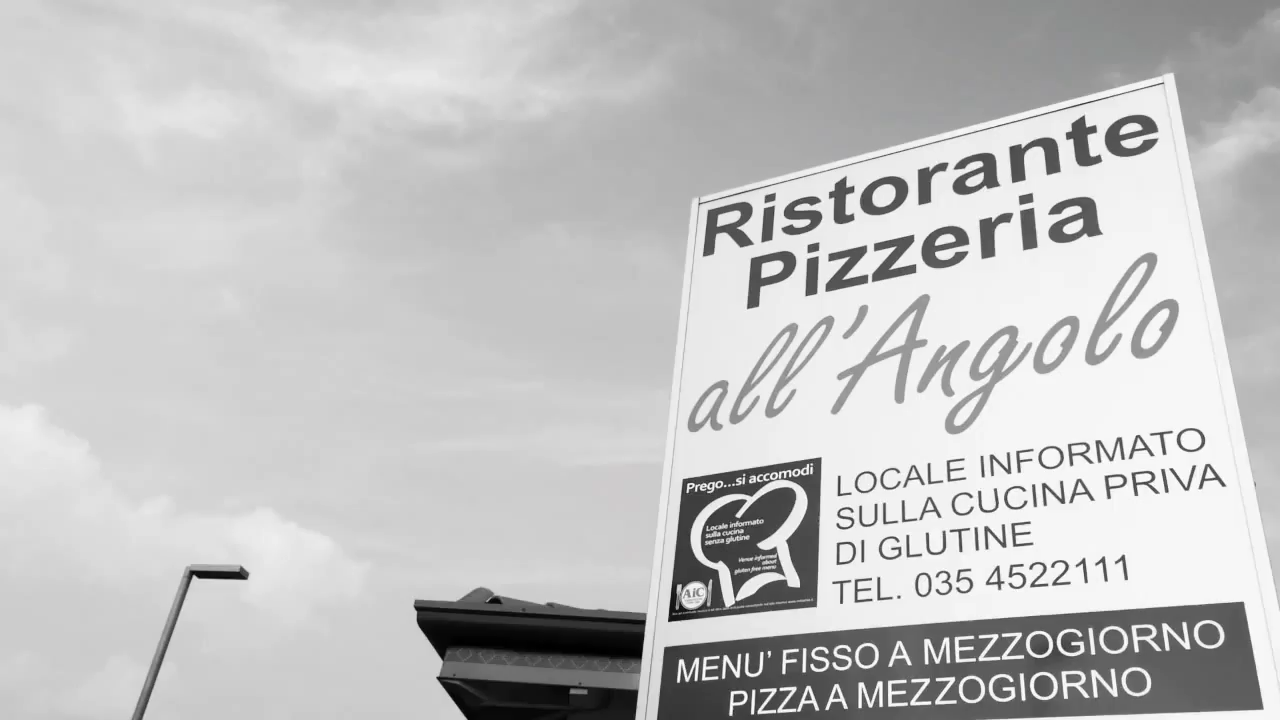 Ristorante
Pizzeria
all'Angolo
Prego...si accomodi
Locale informato
sulla cucina
senza glutine
Venue informed
about
gluten free menu
AiC
LOCALE INFORMATO
SULLA CUCINA PRIVA
DI GLUTINE
TEL. 035 4522111
MENU' FISSO A MEZZOGIORNO
PIZZA A MEZZOGIORNO